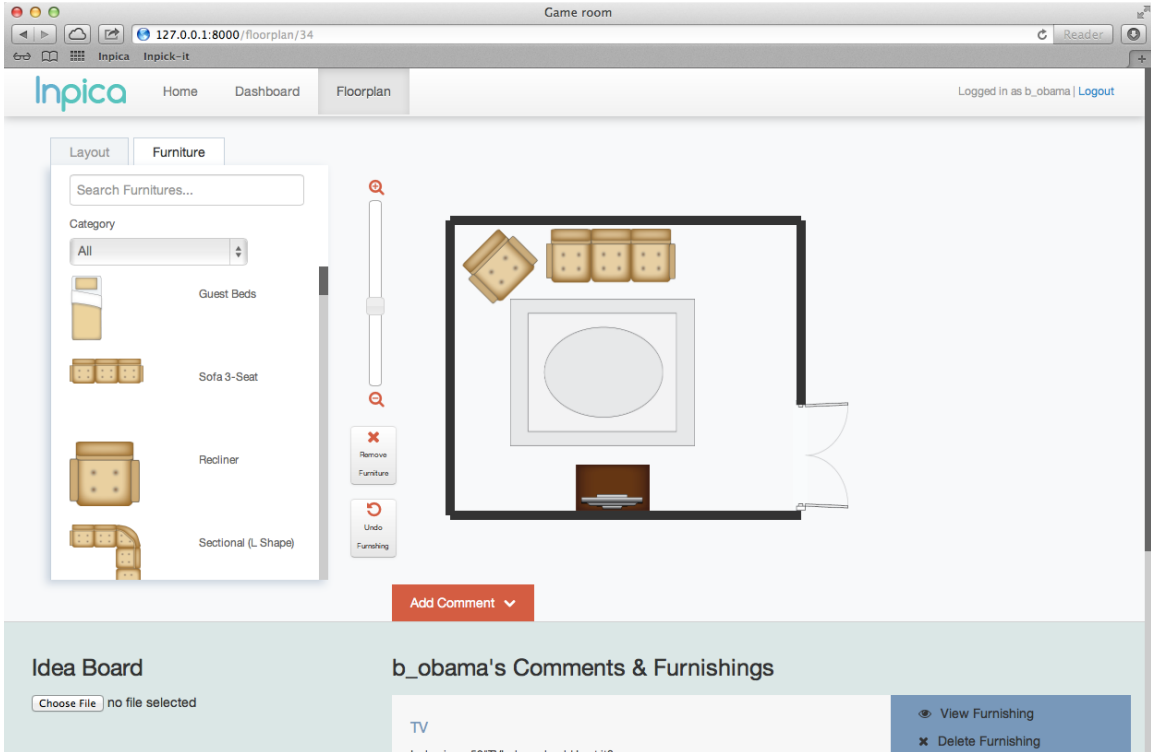 Game room
127.0.0.1:8000/floorplan/34
Reader
Inpica Inpick-it
Inpica
Home
Dashboard
Floorplan
Logged in as b_obama | Logout
Layout
Furniture
Search Furnitures...
Category
All
Guest Beds
Sofa 3-Seat
Recliner
Sectional (L Shape)
Remove
Furniture
Undo
Furnishing
Add Comment
Idea Board
Choose File no file selected
b_obama's Comments & Furnishings
TV
View Furnishing
Delete Furnishing